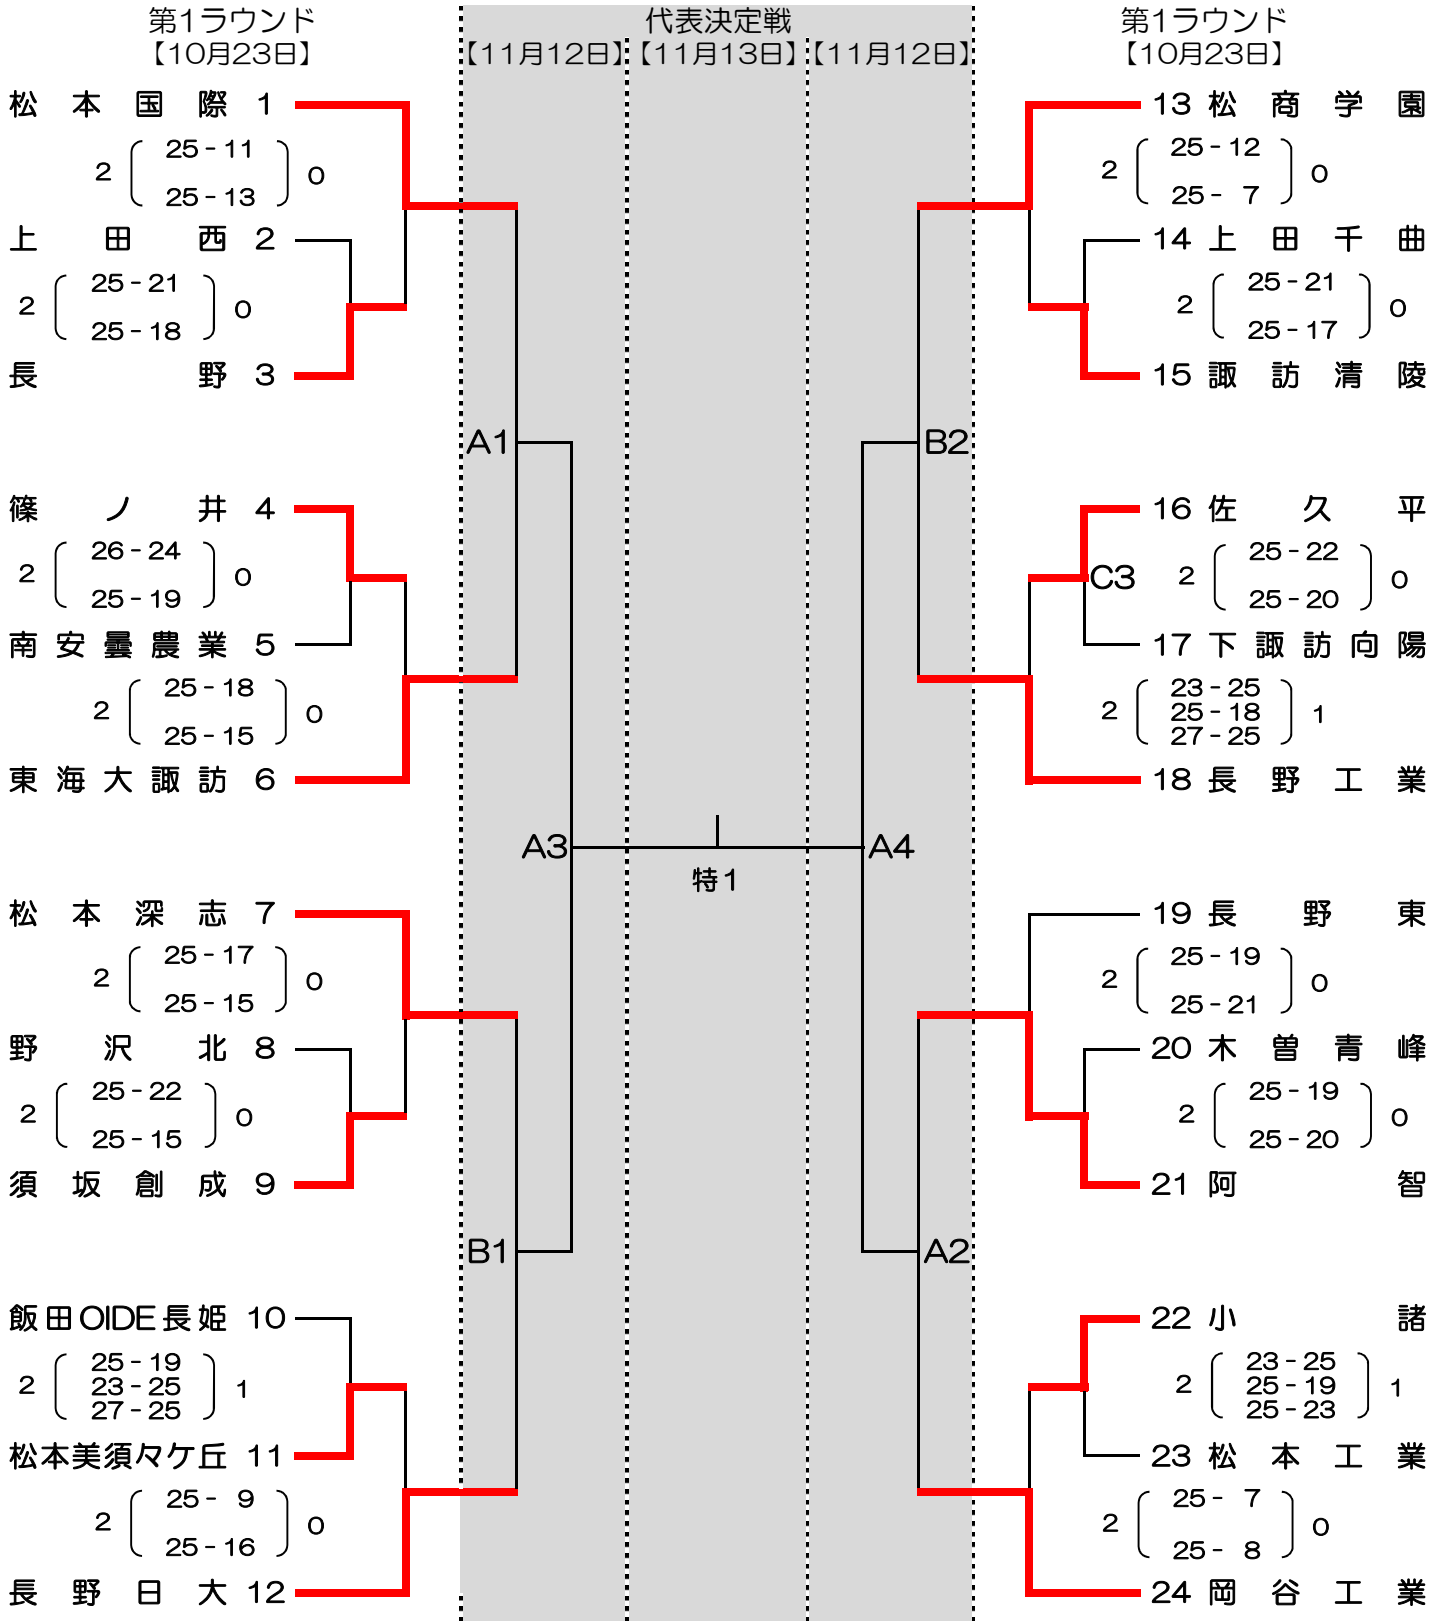 第1ラウンド
【10月23日】
代表決定戦
【11月12日】
【11月13日】
【11月12日】
第1ラウンド
【10月23日】
松本国際 1
2 25-11 0
25-13
上田西 2
2 25-21 0
25-18
長野 3
A1
篠ノ井 4
2 26-24 0
25-19
南安曇農業 5
2 25-18 0
25-15
東海大諏訪 6
A3
松本深志 7
2 25-17 0
25-15
野沢北 8
2 25-22 0
25-15
須坂創成 9
B1
飯田OIDE長姫 10
25-19
2 23-25 1
27-25
松本美須々ケ丘 11
2 25- 9 0
25-16
長野日大 12
特1
13 松商学園
2 25-12 0
25- 7
14 上田千曲
2 25-21 0
25-17
15 諏訪清陵
B2
16 佐久平
C3
2 25-22 0
25-20
17 下諏訪向陽
23-25
2 25-18 1
27-25
18 長野工業
A4
19 長野東
2 25-19 0
25-21
20 木曽青峰
2 25-19 0
25-20
21 阿智
A2
22 小諸
23-25
2 25-19 1
25-23
23 松本工業
2 25- 7 0
25- 8
24 岡谷工業